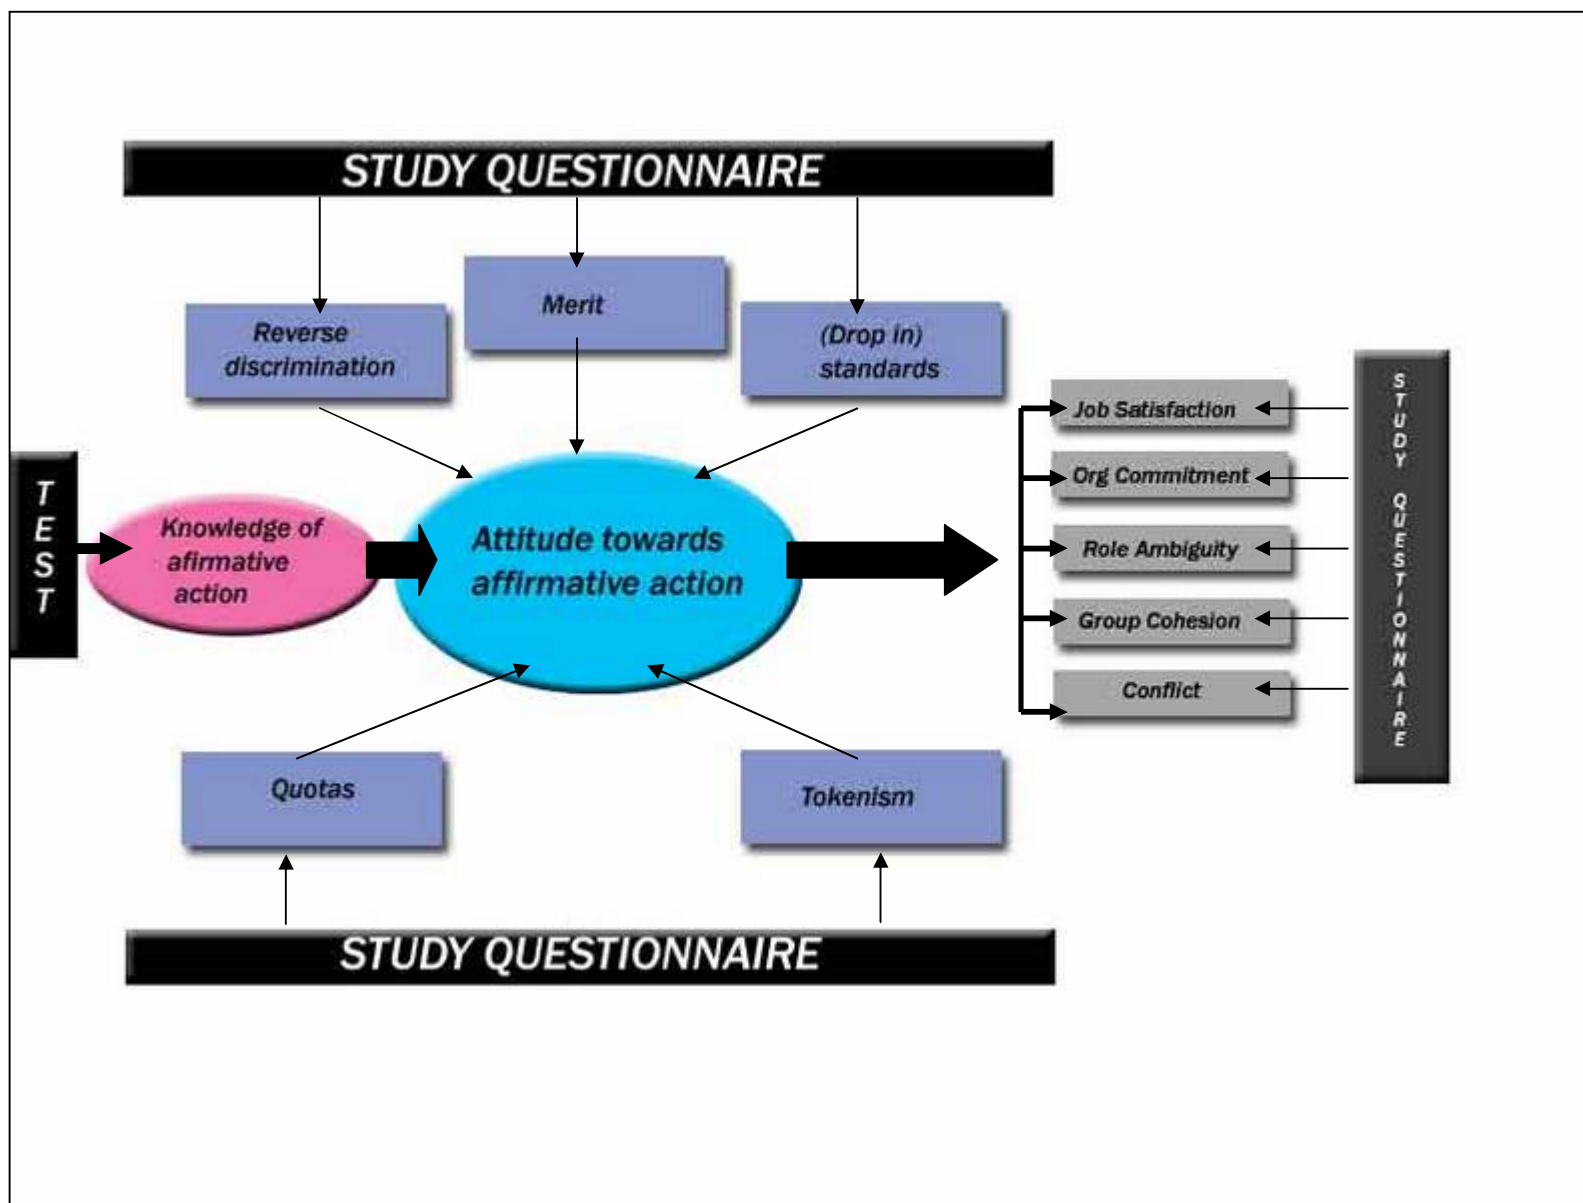 STUDY QUESTIONNAIRE
Merit
Reverse
discrimination
(Drop in)
standards
TEST
Knowledge of
afirmative
action
Attitude towards
affirmative action
Job Satisfaction
Org Commitment
Role Ambiguity
Group Cohesion
Conflict
STUDY QUESTIONNAIRE
Quotas
Tokenism
STUDY QUESTIONNAIRE